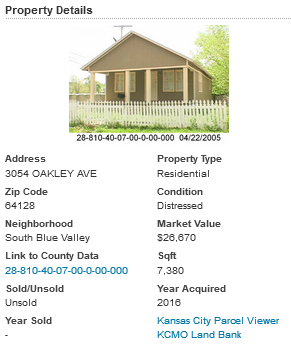 Property Details
28-810-40-07-00-0-00-000 04/22/2005
Address Property Type
3054 OAKLEY AVE Residential
Zip Code Condition
64128 Distressed
Neighborhood Market Value
South Blue Valley $26,670
Link to County Data Sqft
28-810-40-07-00-0-00-000 7,380
Sold/Unsold Year Acquired
Unsold 2016
Year Sold Kansas City Parcel Viewer
- KCMO Land Bank